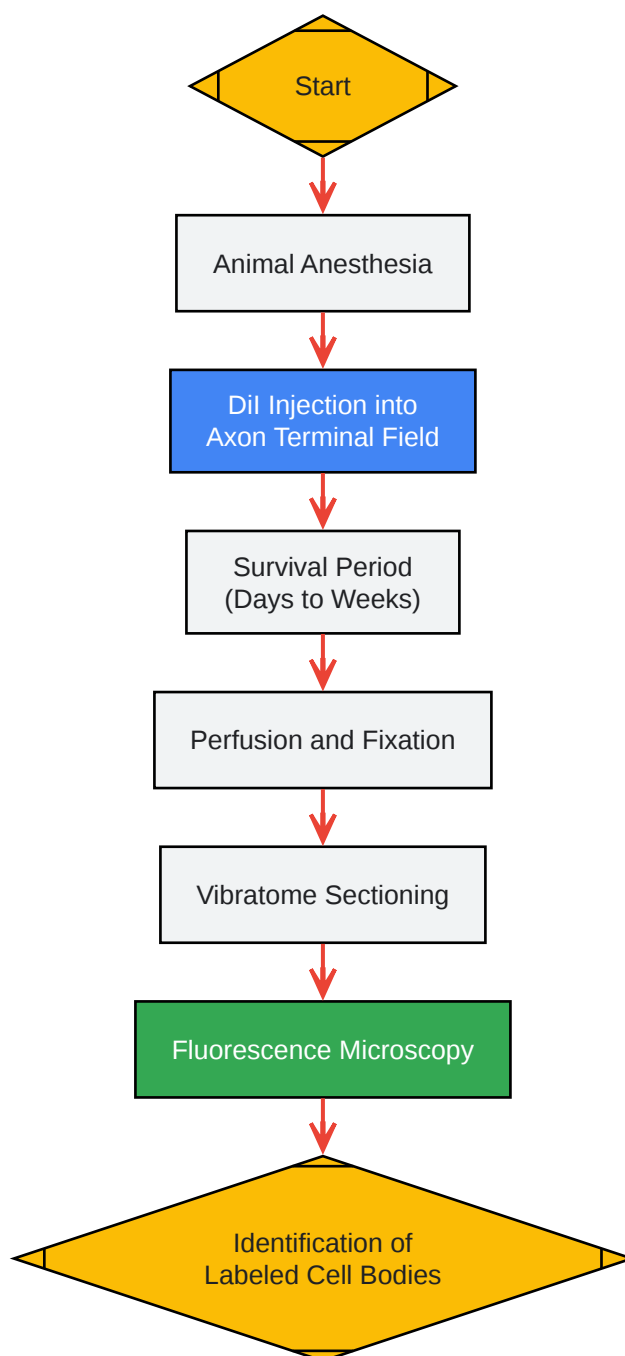 Start
Animal Anesthesia
DiI Injection into
Axon Terminal Field
Survival Period
(Days to Weeks)
Perfusion and Fixation
Vibratome Sectioning
Fluorescence Microscopy
Identification of
Labeled Cell Bodies